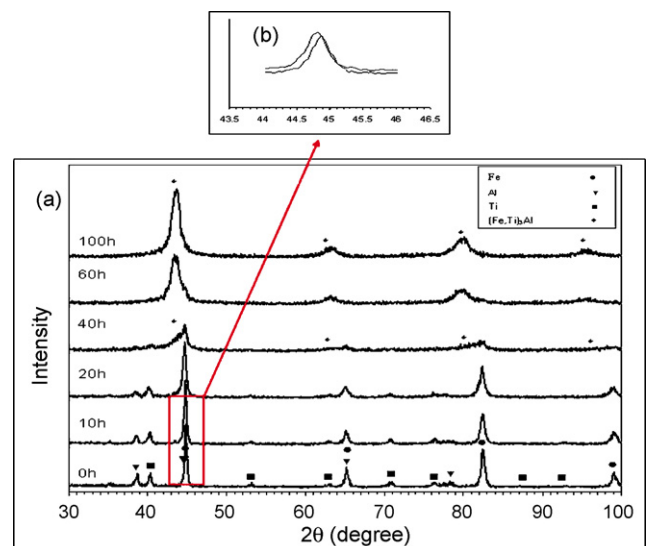 (b)
43.5 44 44.5 45 45.5 46 46.5
(a)
Fe
Al
Ti
(Fe,Ti)3Al
100h
60h
40h
20h
10h
0h
Intensity
30 40 50 60 70 80 90 100
2θ (degree)